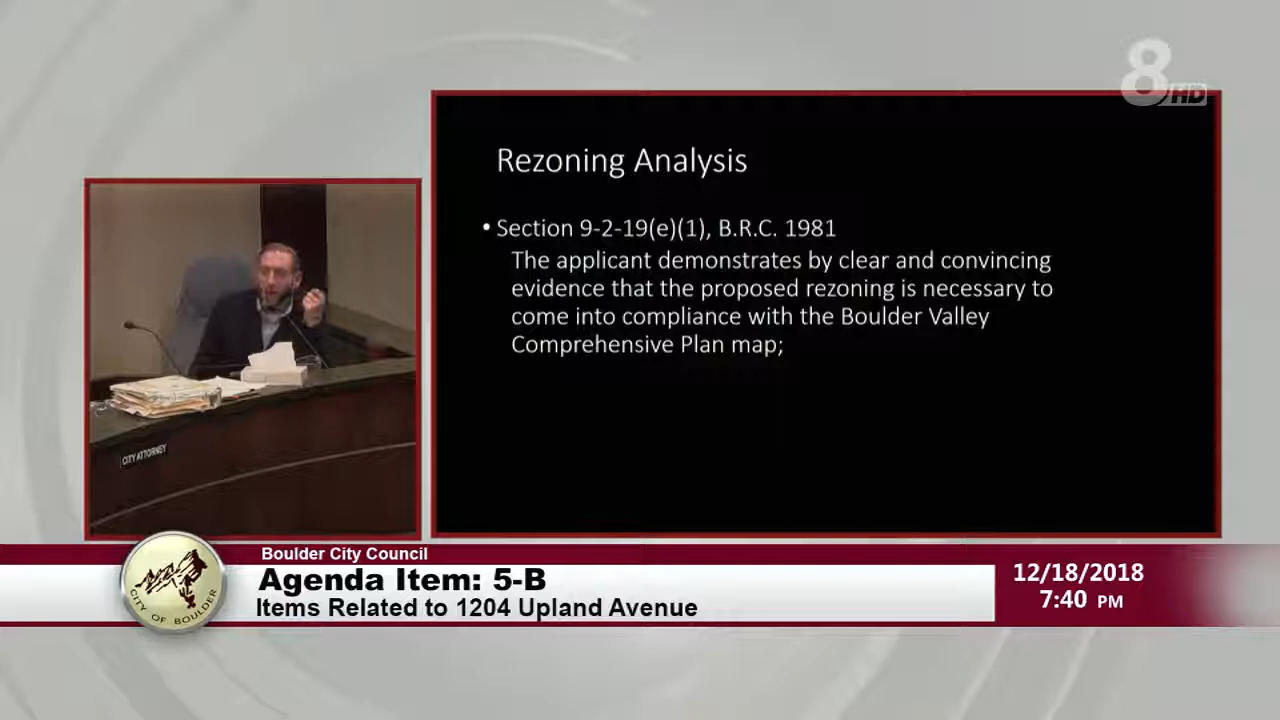 8 HD
Rezoning Analysis
• Section 9-2-19(e)(1), B.R.C. 1981
The applicant demonstrates by clear and convincing
evidence that the proposed rezoning is necessary to
come into compliance with the Boulder Valley
Comprehensive Plan map;
CITY ATTORNEY
Boulder City Council
Agenda Item: 5-B
Items Related to 1204 Upland Avenue
12/18/2018
7:40 PM
CITY OF BOULDER